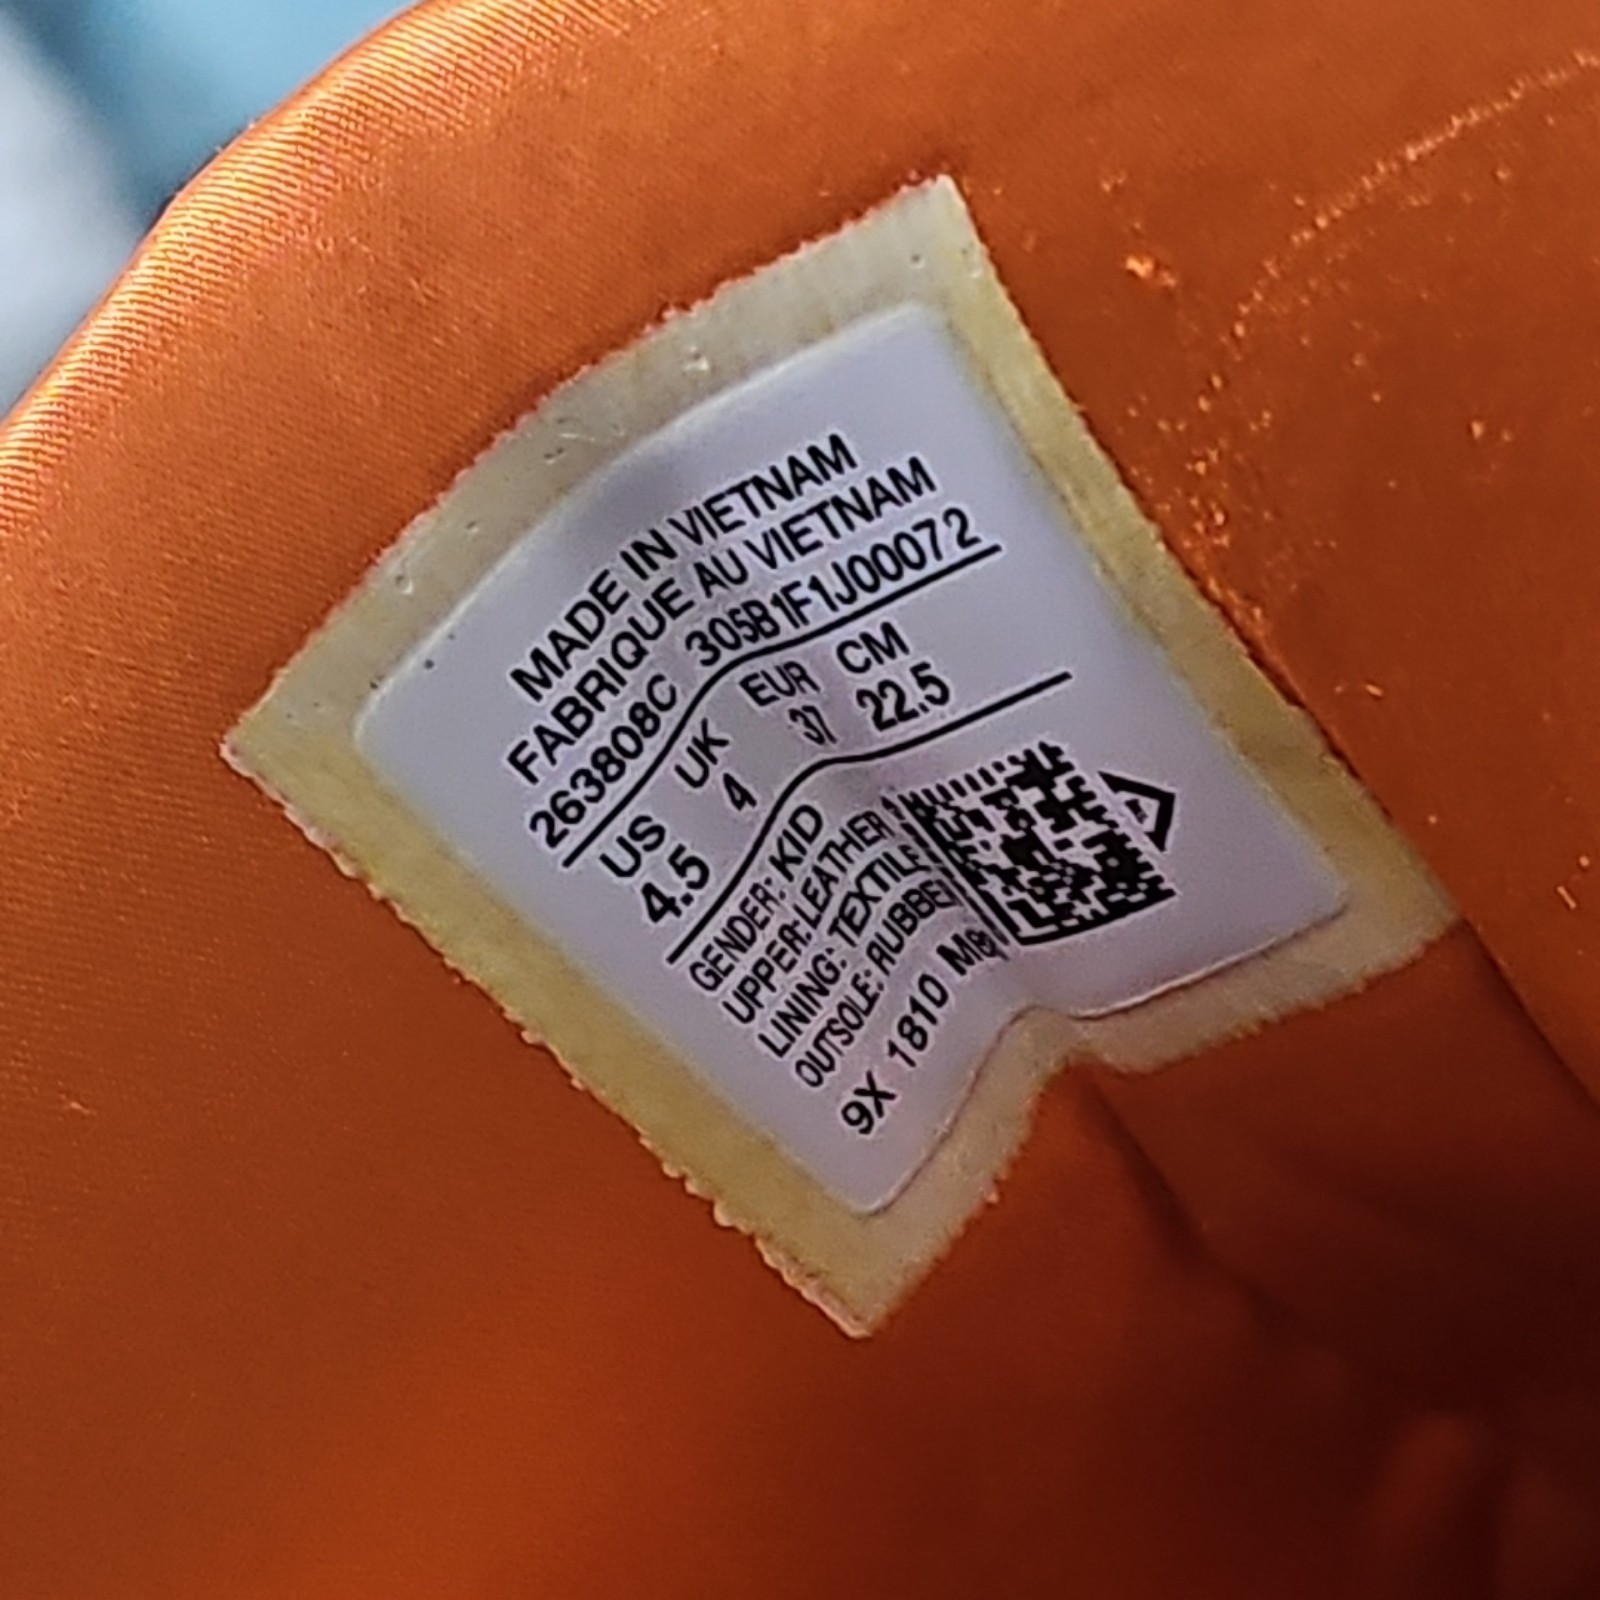 MADE IN VIETNAM
FABRIQUE AU VIETNAM
263808C 305B1F1J00072
US UK EUR CM
4.5 4 37 22.5
GENDER: KID
UPPER: LEATHER
LINING: TEXTILE
OUTSOLE: RUBBE
9X 1810